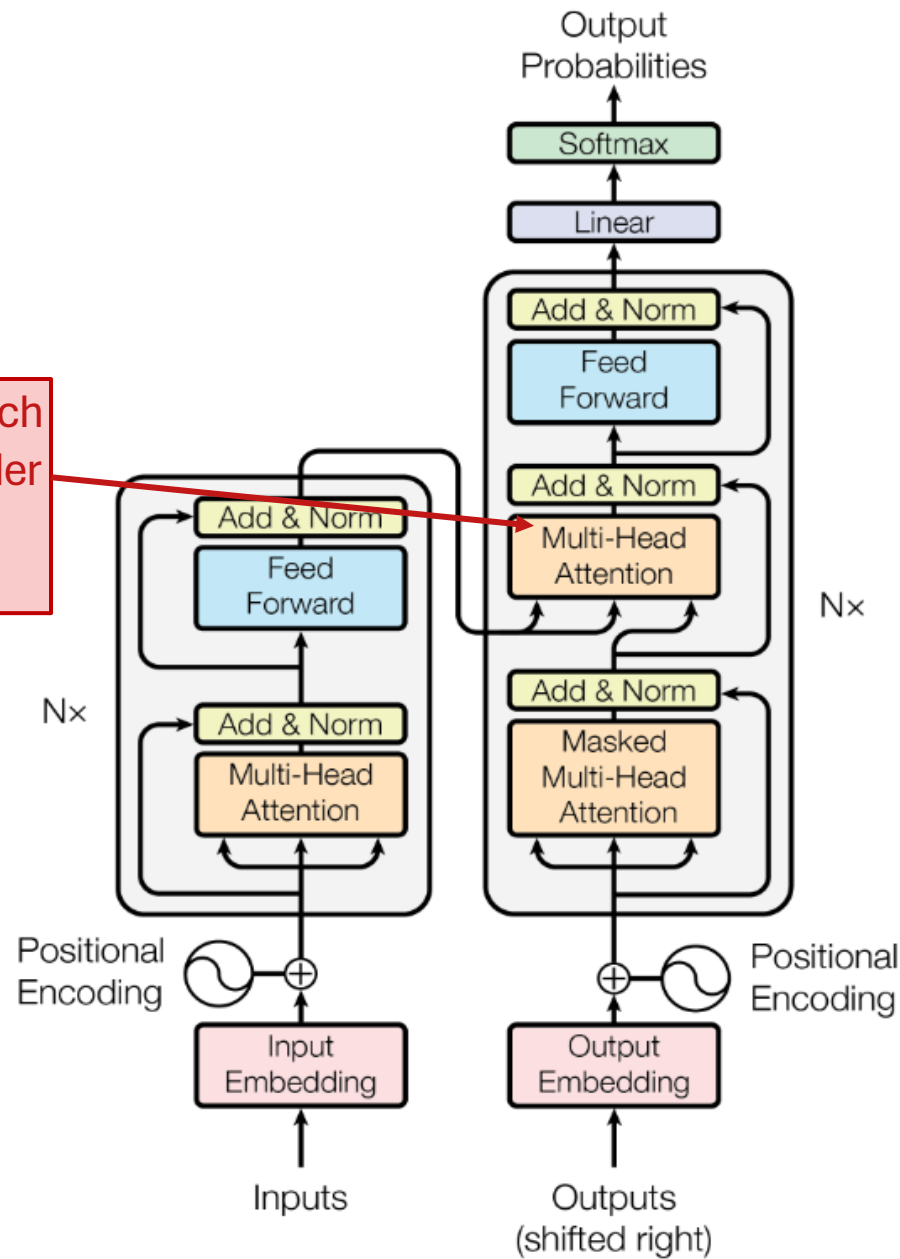 Output
Probabilities
Softmax
Linear
Add & Norm
Feed
Forward
Add & Norm
Multi-Head
Attention
Nx
Add & Norm
Masked
Multi-Head
Attention
Add & Norm
Feed
Forward
Nx
Add & Norm
Multi-Head
Attention
Positional
Encoding
Positional
Encoding
Input
Embedding
Output
Embedding
Inputs
Outputs
(shifted right)